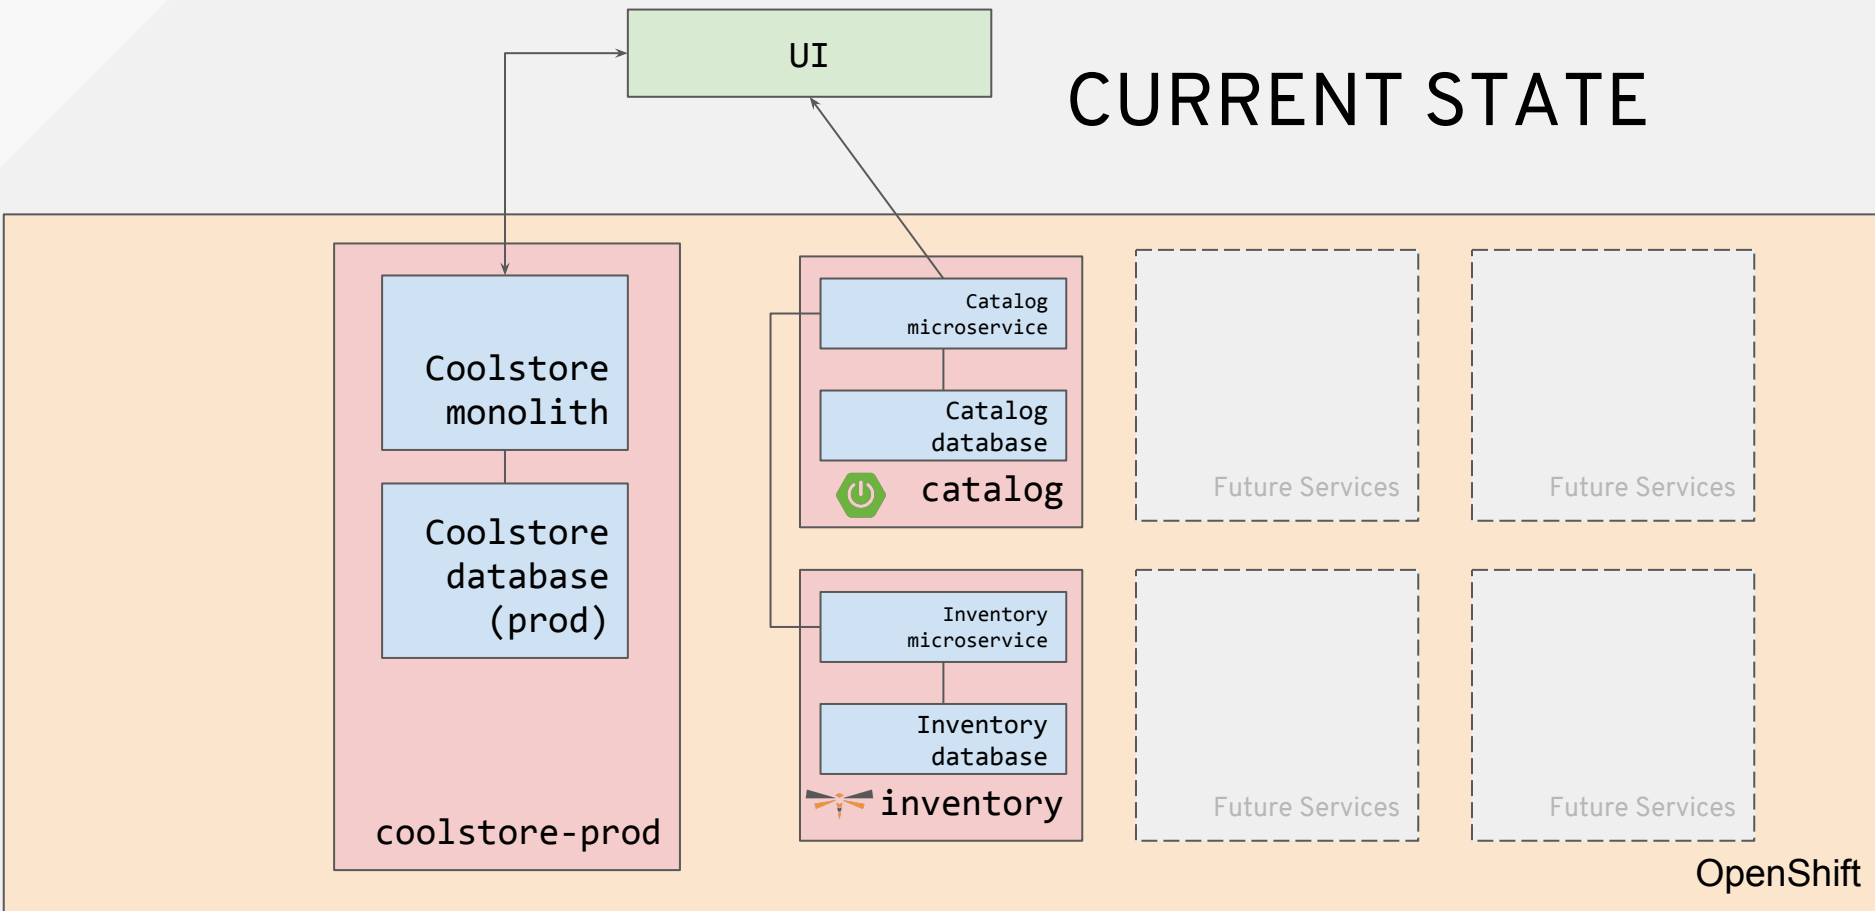 UI
CURRENT STATE
Coolstore
monolith
Coolstore
database
(prod)
coolstore-prod
Catalog
microservice
Catalog
database
catalog
Inventory
microservice
Inventory
database
inventory
Future Services
Future Services
Future Services
Future Services
OpenShift